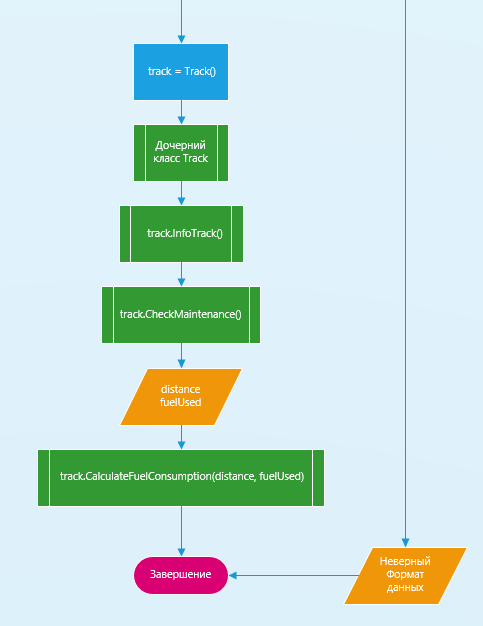 track = Track()
Дочерний
класс Track
track.InfoTrack()
track.CheckMaintenance()
distance
fuelUsed
track.CalculateFuelConsumption(distance, fuelUsed)
Завершение
Неверный
Формат
данных